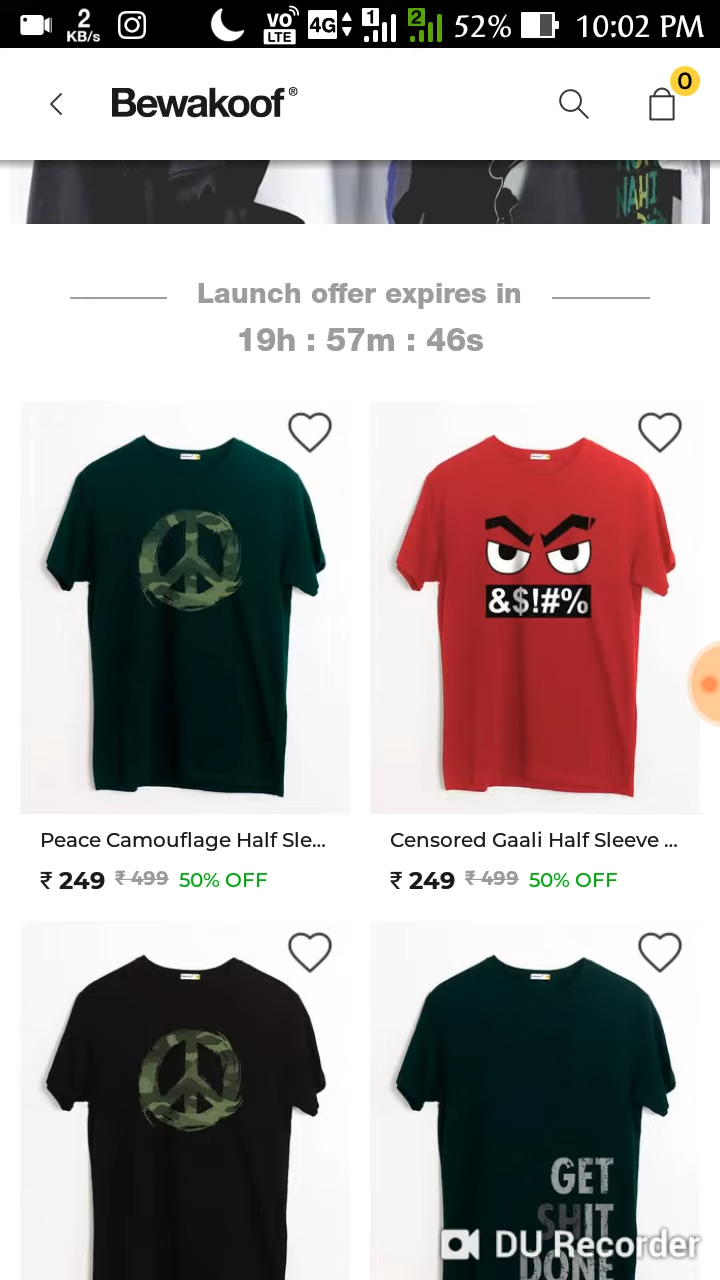 2
KB/s
VO
LTE
4G
1
2
52%
10:02 PM
Bewakoof®
0
NAHI
Launch offer expires in
19h : 57m : 46s
&$!#%
Peace Camouflage Half Sle...
Censored Gaali Half Sleeve ...
₹ 249 ₹ 499 50% OFF
₹ 249 ₹ 499 50% OFF
GET
SHIT
DONE
DU Recorder